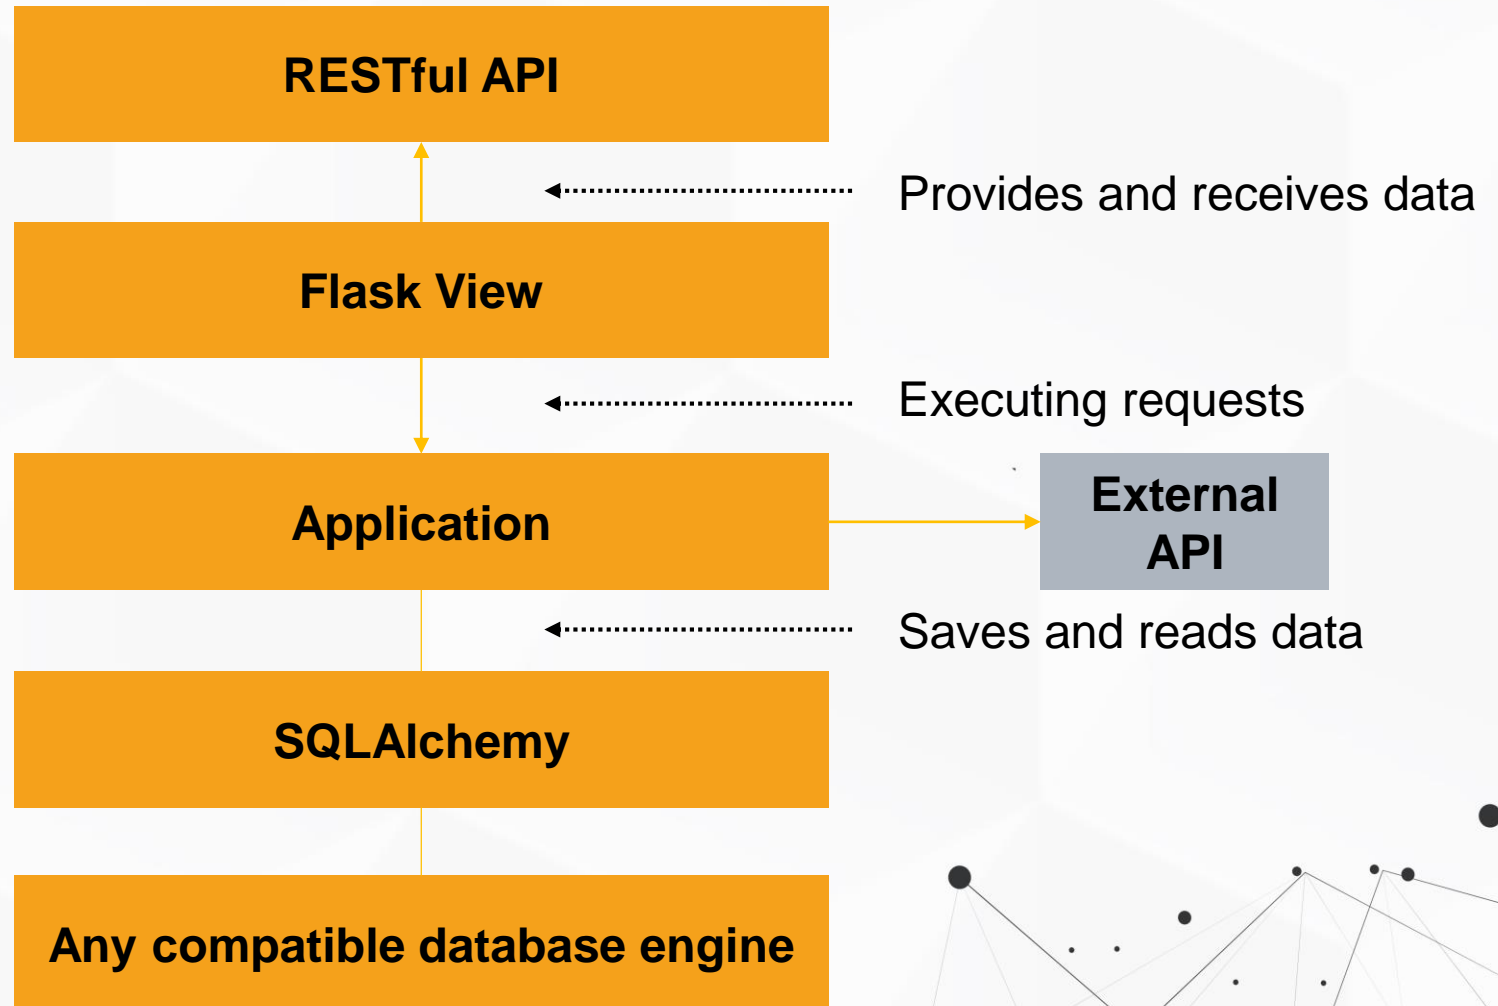 RESTful API
Provides and receives data
Flask View
Executing requests
Application
External
API
Saves and reads data
SQLAlchemy
Any compatible database engine